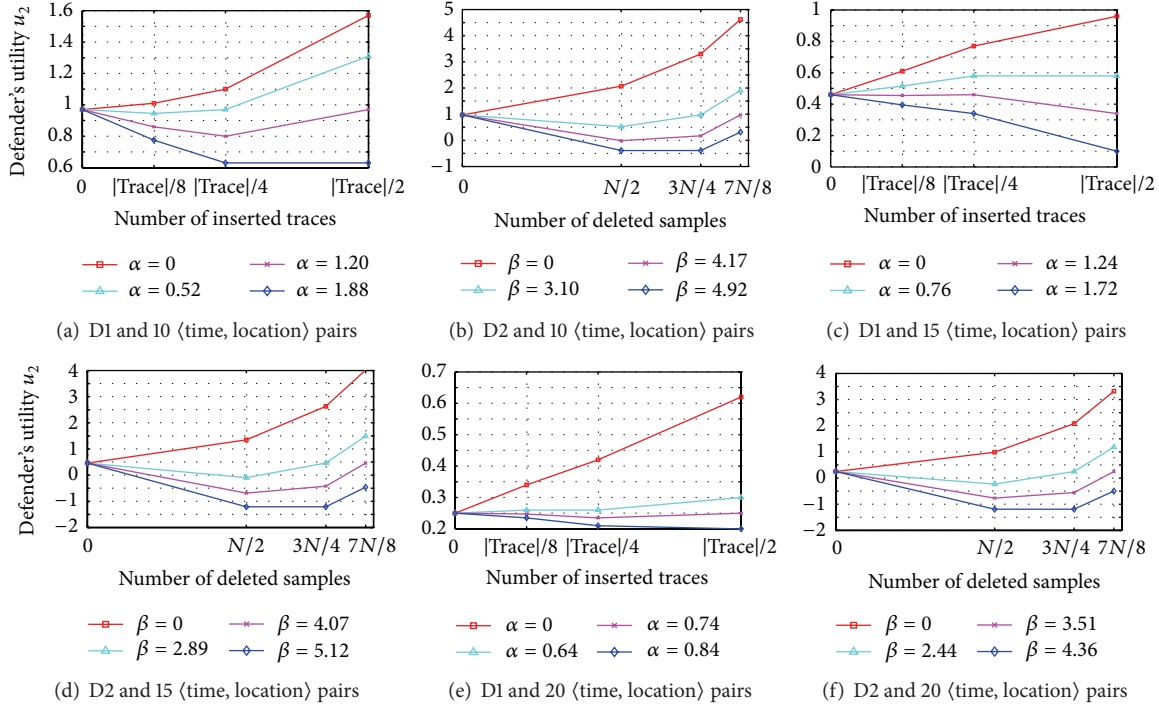 Defender's utility u₂
1.6
1.4
1.2
1
0.8
0.6
0 |Trace|/8 |Trace|/4 |Trace|/2
Number of inserted traces
α = 0 α = 1.20
α = 0.52 α = 1.88
(a) D1 and 10 ⟨time, location⟩ pairs
5
4
3
2
1
0
−1
0 N/2 3N/4 7N/8
Number of deleted samples
β = 0 β = 4.17
β = 3.10 β = 4.92
(b) D2 and 10 ⟨time, location⟩ pairs
1
0.8
0.6
0.4
0.2
0
0 |Trace|/8 |Trace|/4 |Trace|/2
Number of inserted traces
α = 0 α = 1.24
α = 0.76 α = 1.72
(c) D1 and 15 ⟨time, location⟩ pairs
Defender's utility u₂
4
3
2
1
0
−1
−2
0 N/2 3N/4 7N/8
Number of deleted samples
β = 0 β = 4.07
β = 2.89 β = 5.12
(d) D2 and 15 ⟨time, location⟩ pairs
0.7
0.6
0.5
0.4
0.3
0.2
0 |Trace|/8 |Trace|/4 |Trace|/2
Number of inserted traces
α = 0 α = 0.74
α = 0.64 α = 0.84
(e) D1 and 20 ⟨time, location⟩ pairs
4
3
2
1
0
−1
−2
0 N/2 3N/4 7N/8
Number of deleted samples
β = 0 β = 3.51
β = 2.44 β = 4.36
(f) D2 and 20 ⟨time, location⟩ pairs